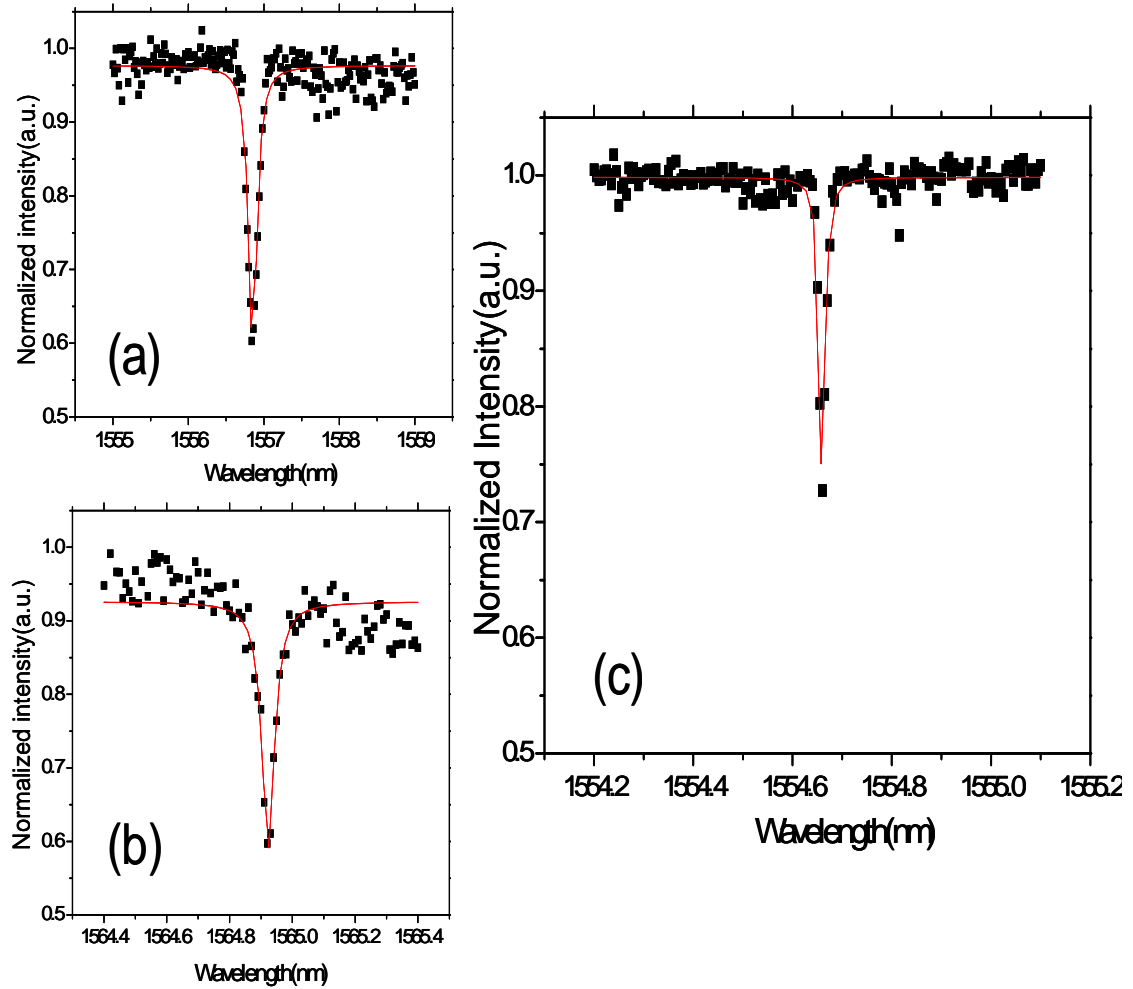 Normalized intensity(a.u.)
1.0
0.9
0.8
0.7
0.6
0.5
(a)
1555 1556 1557 1558 1559
Wavelength(nm)
Normalized intensity(a.u.)
1.0
0.9
0.8
0.7
0.6
0.5
(b)
1564.4 1564.6 1564.8 1565.0 1565.2 1565.4
Wavelength(nm)
Normalized Intensity(a.u.)
1.0
0.9
0.8
0.7
0.6
0.5
(c)
1554.2 1554.4 1554.6 1554.8 1555.0 1555.2
Wavelength(nm)